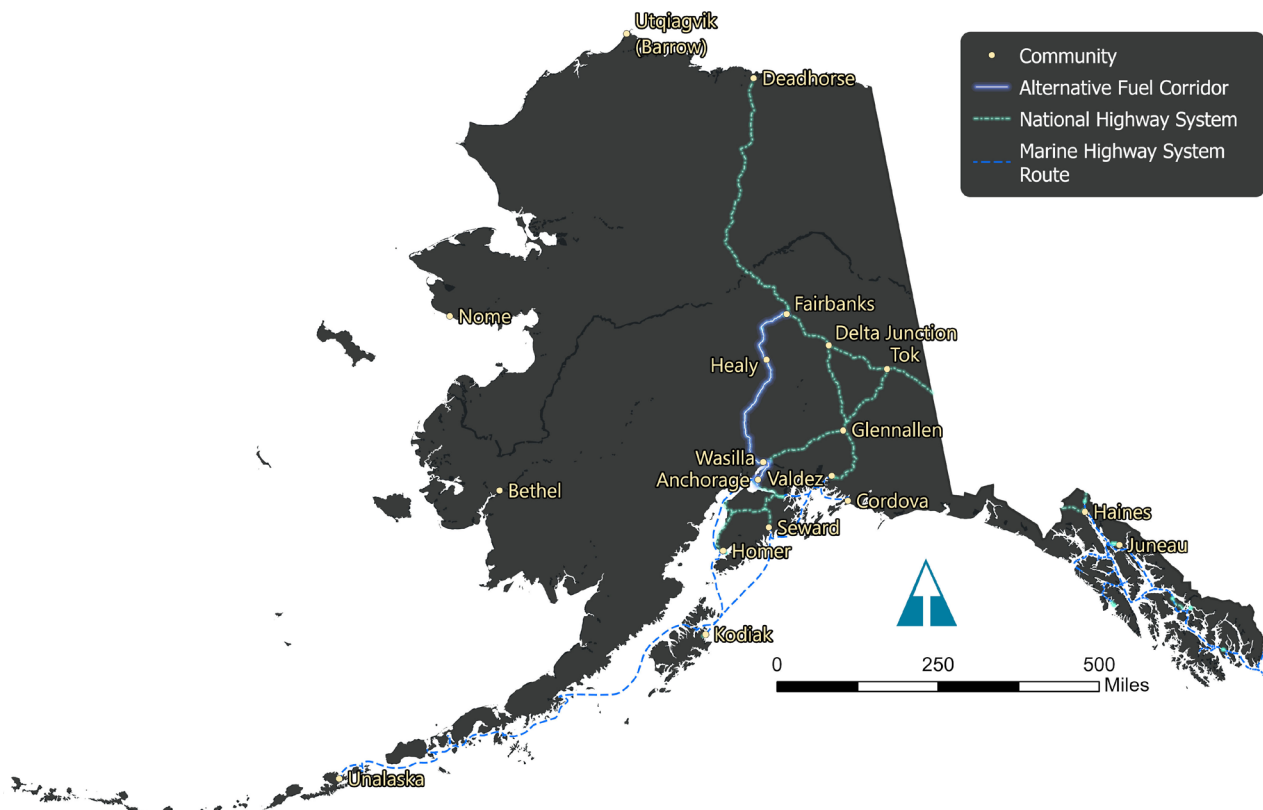 Utqiagvik
(Barrow)
Deadhorse
Community
Alternative Fuel Corridor
National Highway System
Marine Highway System
Route
Fairbanks
Nome
Delta Junction
Tok
Healy
Glennallen
Wasilla
Anchorage
Valdez
Bethel
Cordova
Haines
Seward
Juneau
Homer
Kodiak
0 250 500
Miles
Unalaska